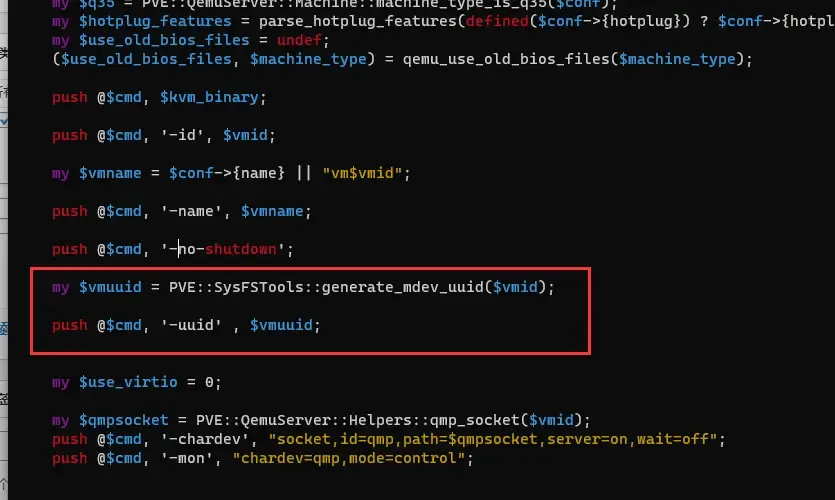 my $q35 = PVE::QemuServer::Machine::machine_type_is_q35($conf);
my $hotplug_features = parse_hotplug_features(defined($conf->{hotplug}) ? $conf->{hotpl
my $use_old_bios_files = undef;
($use_old_bios_files, $machine_type) = qemu_use_old_bios_files($machine_type);
push @$cmd, $kvm_binary;
push @$cmd, '-id', $vmid;
my $vmname = $conf->{name} || "vm$vmid";
push @$cmd, '-name', $vmname;
push @$cmd, '-no-shutdown';
my $vmuuid = PVE::SysFSTools::generate_mdev_uuid($vmid);
push @$cmd, '-uuid' , $vmuuid;
my $use_virtio = 0;
my $qmpsocket = PVE::QemuServer::Helpers::qmp_socket($vmid);
push @$cmd, '-chardev', "socket,id=qmp,path=$qmpsocket,server=on,wait=off";
push @$cmd, '-mon', "chardev=qmp,mode=control";